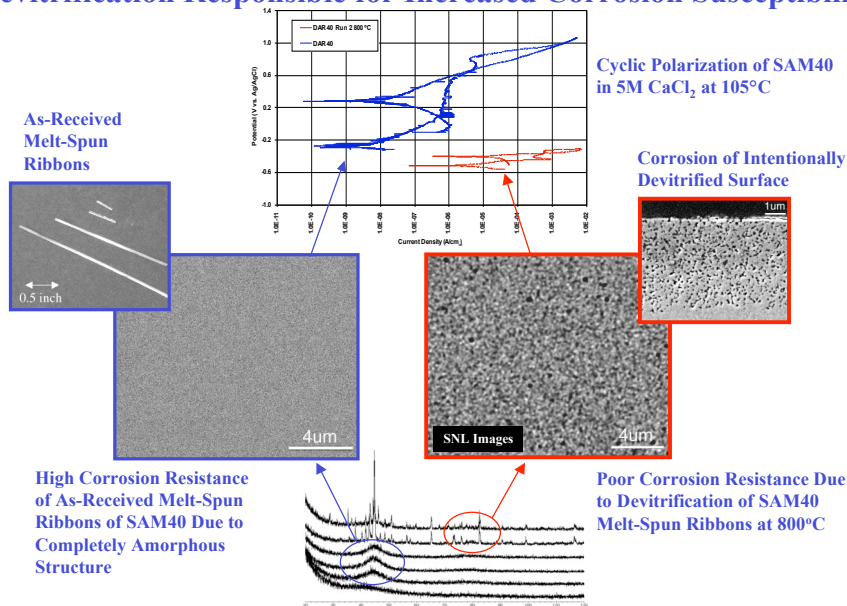 evitrification Responsible for Increased Corrosion Susceptibili
1.4
1.0
0.6
0.2
-0.2
-0.6
-1.0
Potential (V vs. Ag/AgCl)
DAR40 Run 2 800°C
DAR40
1.0E-11
1.0E-10
1.0E-09
1.0E-08
1.0E-07
1.0E-06
1.0E-05
1.0E-04
1.0E-03
1.0E-02
Current Density (A/cm2)
Cyclic Polarization of SAM40
in 5M CaCl2 at 105°C
As-Received
Melt-Spun
Ribbons
0.5 inch
Corrosion of Intentionally
Devitrified Surface
1um
4um
SNL Images
4um
High Corrosion Resistance
of As-Received Melt-Spun
Ribbons of SAM40 Due to
Completely Amorphous
Structure
Poor Corrosion Resistance Due
to Devitrification of SAM40
Melt-Spun Ribbons at 800°C